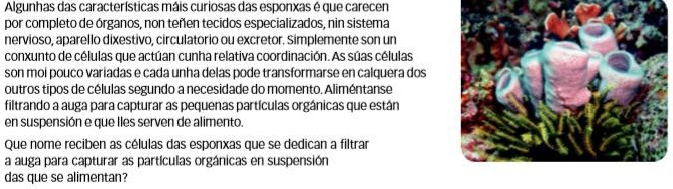 Algunhas das características máis curiosas das esponxas é que carecen
por completo de órganos, non teñen tecidos especializados, nin sistema
nervioso, aparello dixestivo, circulatorio ou excretor. Simplemente son un
conxunto de células que actúan cunha relativa coordinación. As súas células
son moi pouco variadas e cada unha delas pode transformarse en calquera dos
outros tipos de células segundo a necesidade do momento. Aliméntanse
filtrando a auga para capturar as pequenas partículas orgánicas que están
en suspensión e que lles serven de alimento.
Que nome reciben as células das esponxas que se dedican a filtrar
a auga para capturar as partículas orgánicas en suspensión
das que se alimentan?